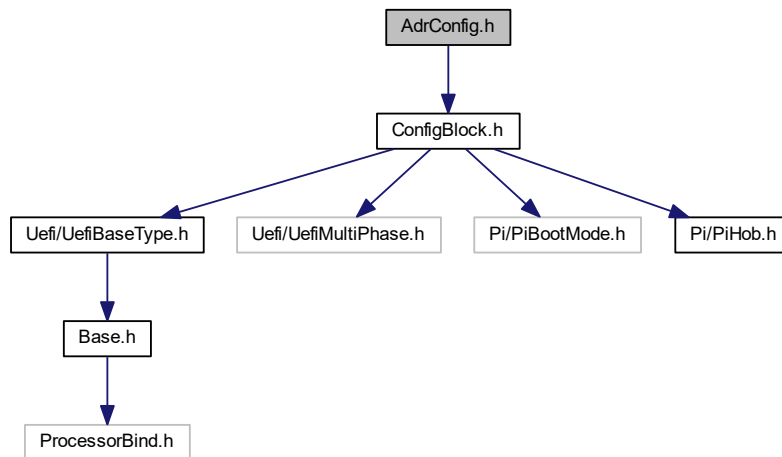 AdrConfig.h
ConfigBlock.h
Uefi/UefiBaseType.h
Uefi/UefiMultiPhase.h
Pi/PiBootMode.h
Pi/PiHob.h
Base.h
ProcessorBind.h